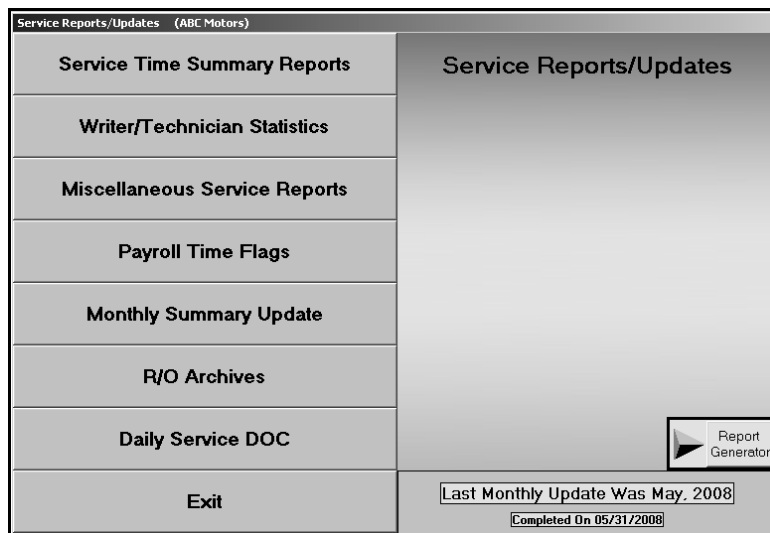 Service Reports/Updates (ABC Motors)
Service Time Summary Reports
Writer/Technician Statistics
Miscellaneous Service Reports
Payroll Time Flags
Monthly Summary Update
R/O Archives
Daily Service DOC
Exit
Service Reports/Updates
Report
Generator
Last Monthly Update Was May, 2008
Completed On 05/31/2008